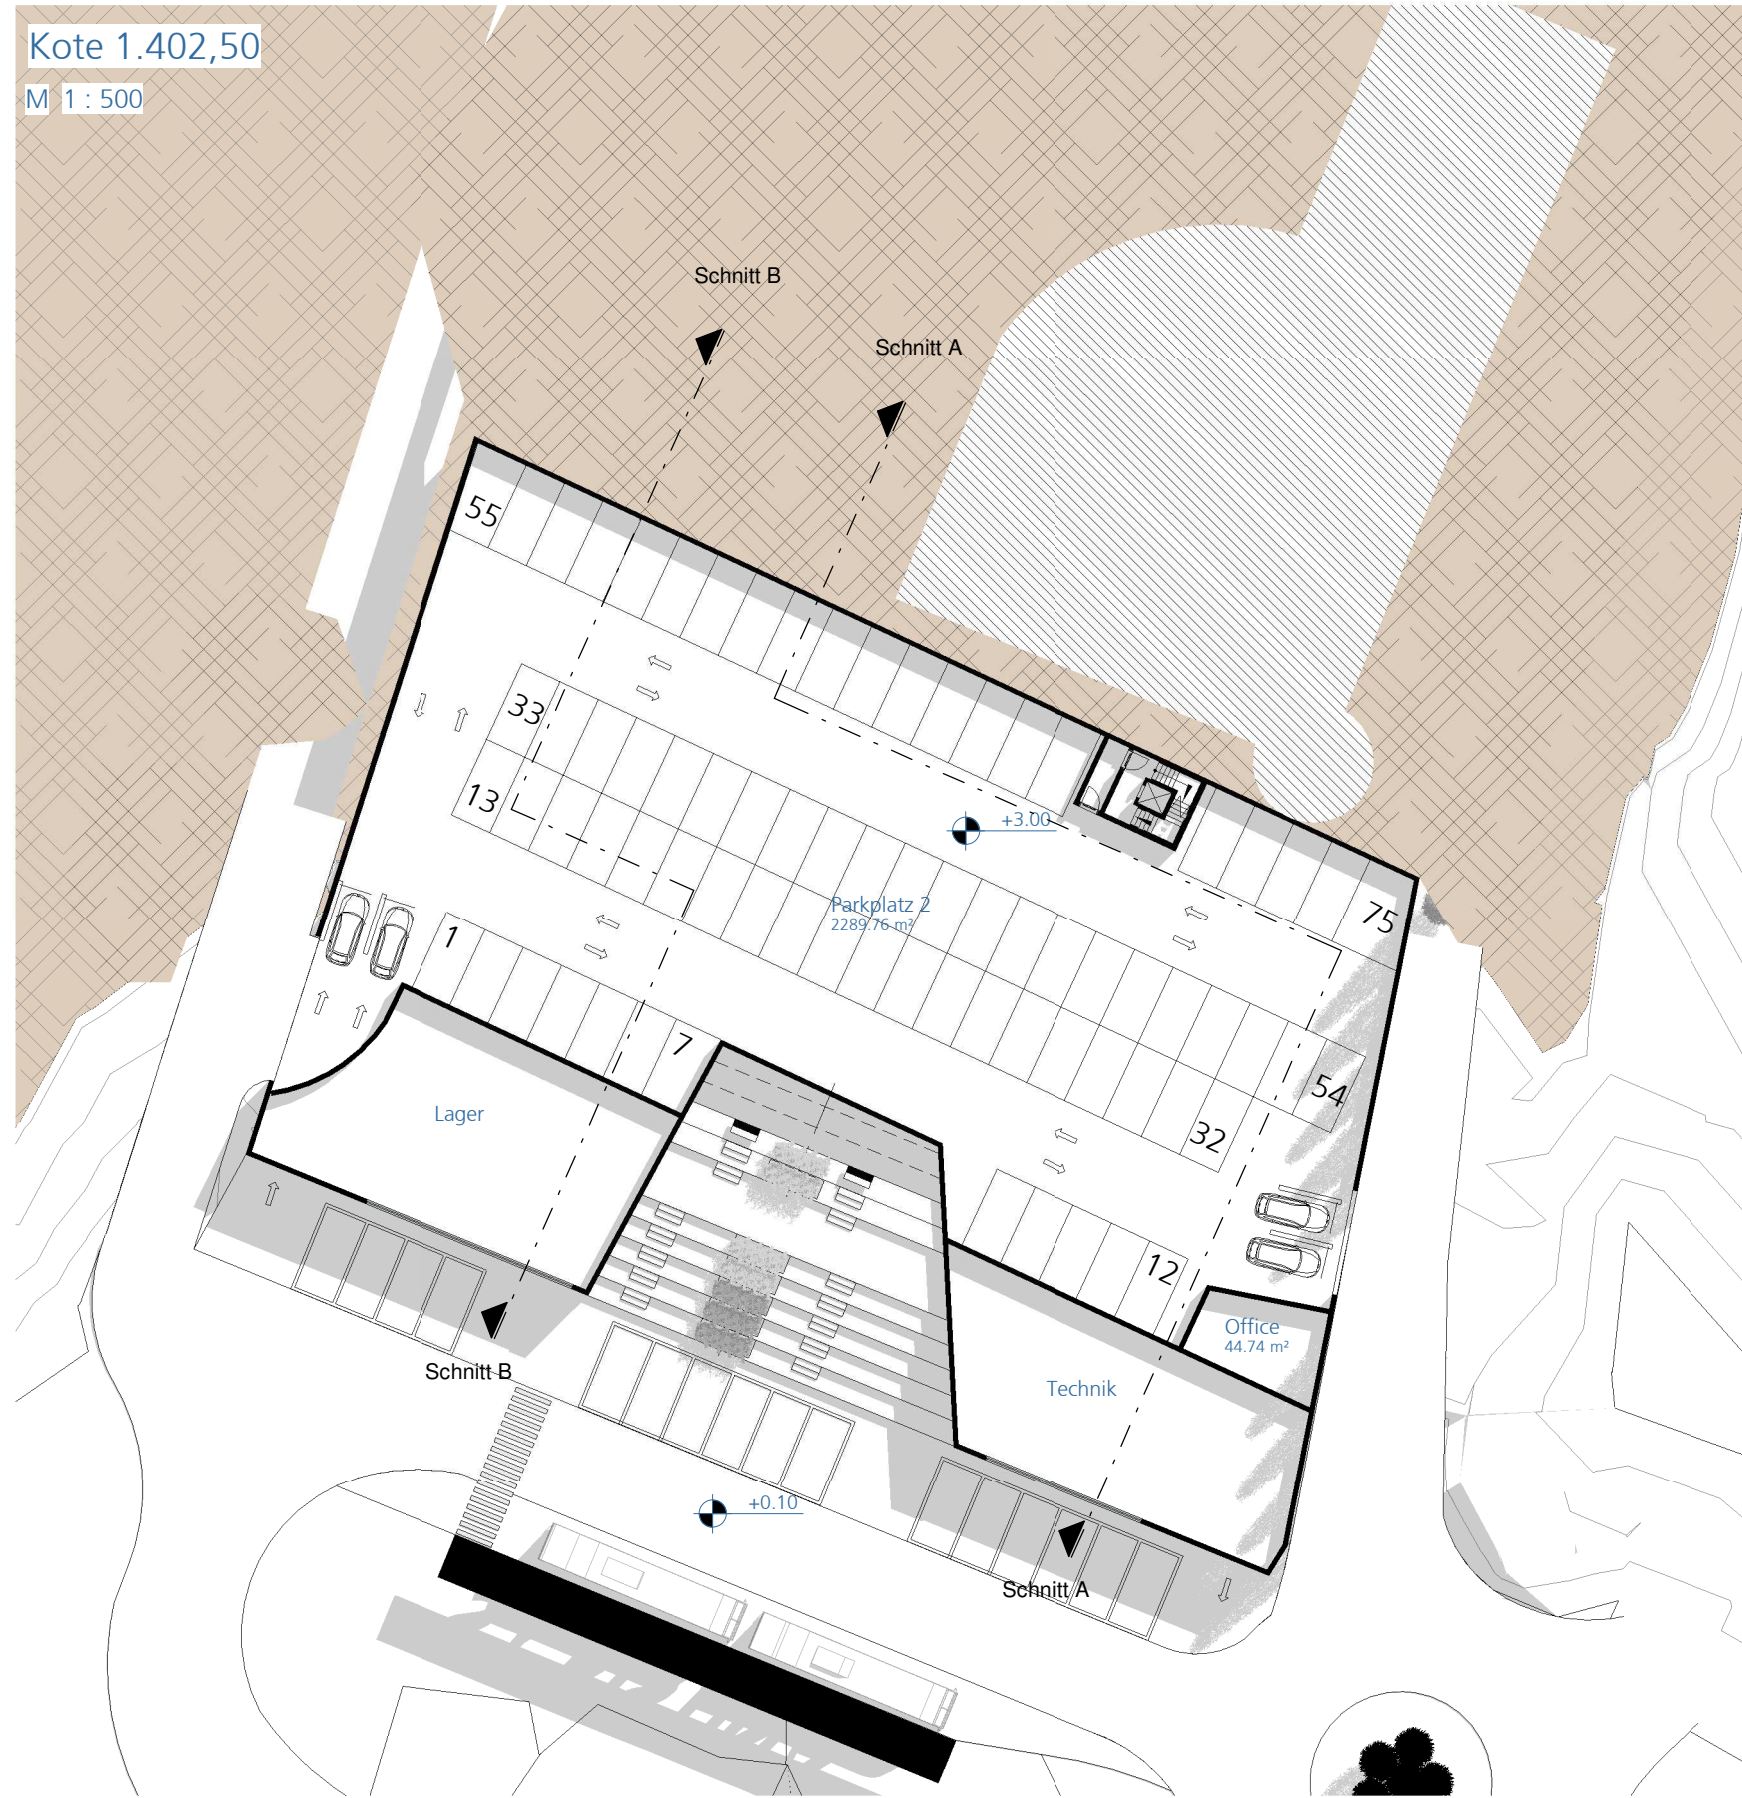 Kote 1.402,50
M 1 : 500
Schnitt B
Schnitt A
55
33
13
+3.00
Parkplatz 2
2289.76 m²
75
1
7
54
Lager
32
12
Office
44.74 m²
Schnitt B
Technik
+0.10
Schnitt A